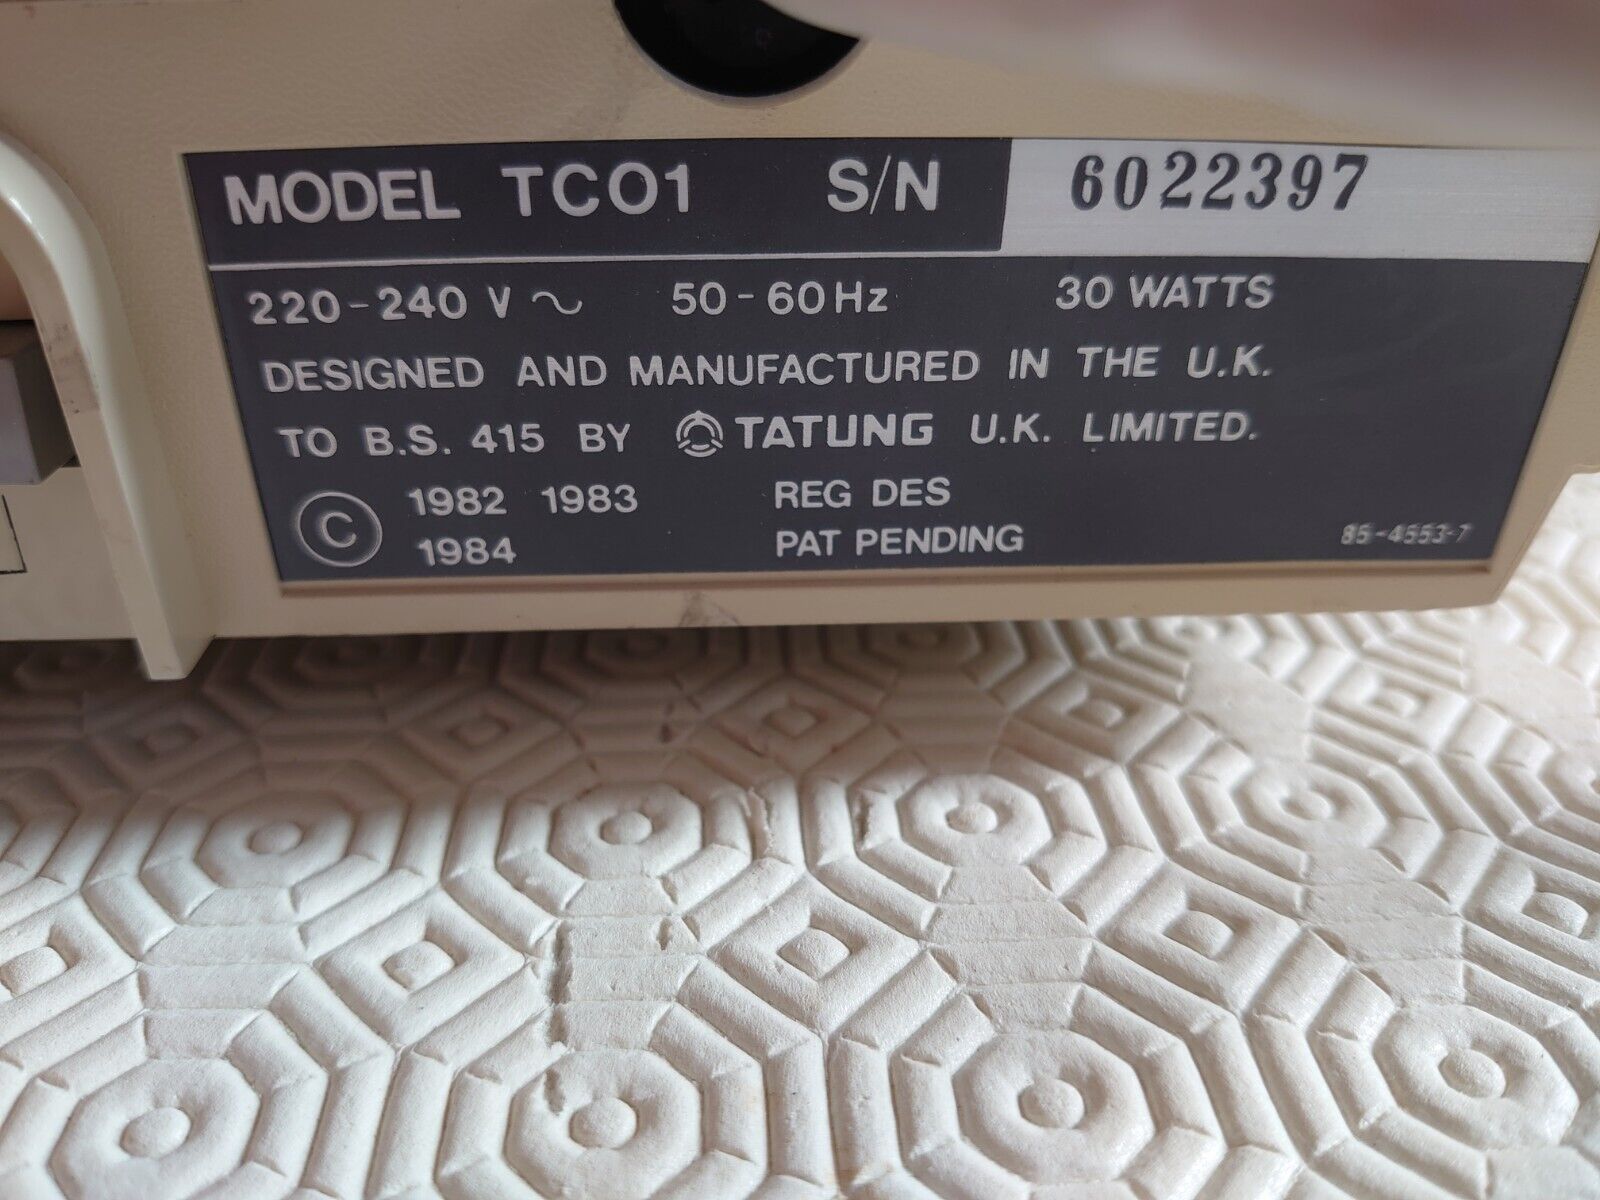 MODEL TCO1 S/N 6022397
220-240 V ~ 50-60Hz 30 WATTS
DESIGNED AND MANUFACTURED IN THE U.K.
TO B.S. 415 BY TATUNG U.K. LIMITED.
© 1982 1983 REG DES
1984 PAT PENDING 85-4553-7